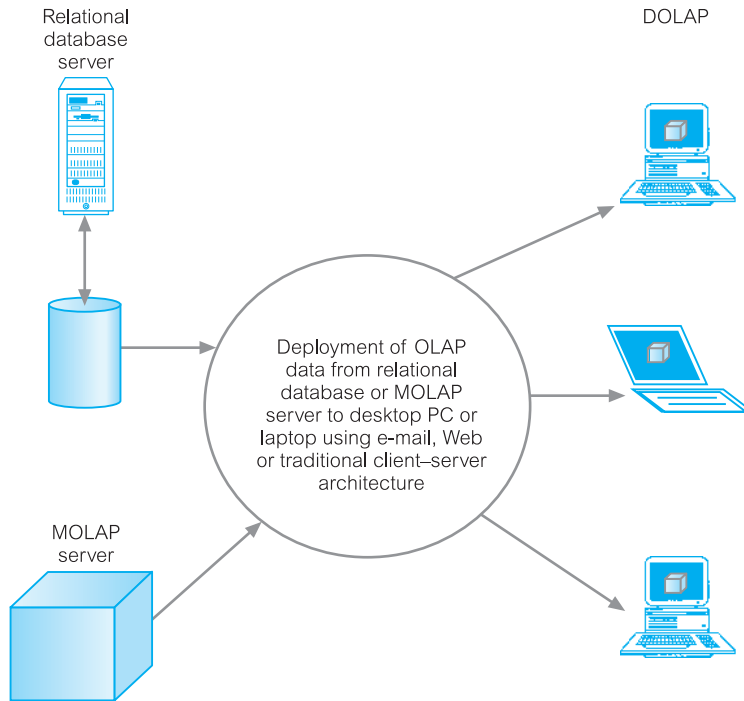 Relational
database
server
DOLAP
Deployment of OLAP
data from relational
database or MOLAP
server to desktop PC or
laptop using e-mail, Web
or traditional client–server
architecture
MOLAP
server